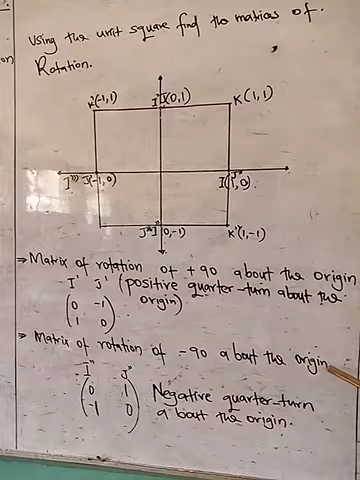 Using the unit square find the matrices of.
Rotation.
K'(-1,1)
J(0,1)
K(1,1)
J'(-1,0)
I(1,0).
(0,-1)
K'(1,-1)
⇒ Matrix of rotation of +90 about the origin
I' J' (positive quarter-turn about the
origin)
(0 -1
1 0)
⇒ Matrix of rotation of -90 about the origin
I" J"
(0 1
-1 0)
Negative quarter-turn
about the origin.